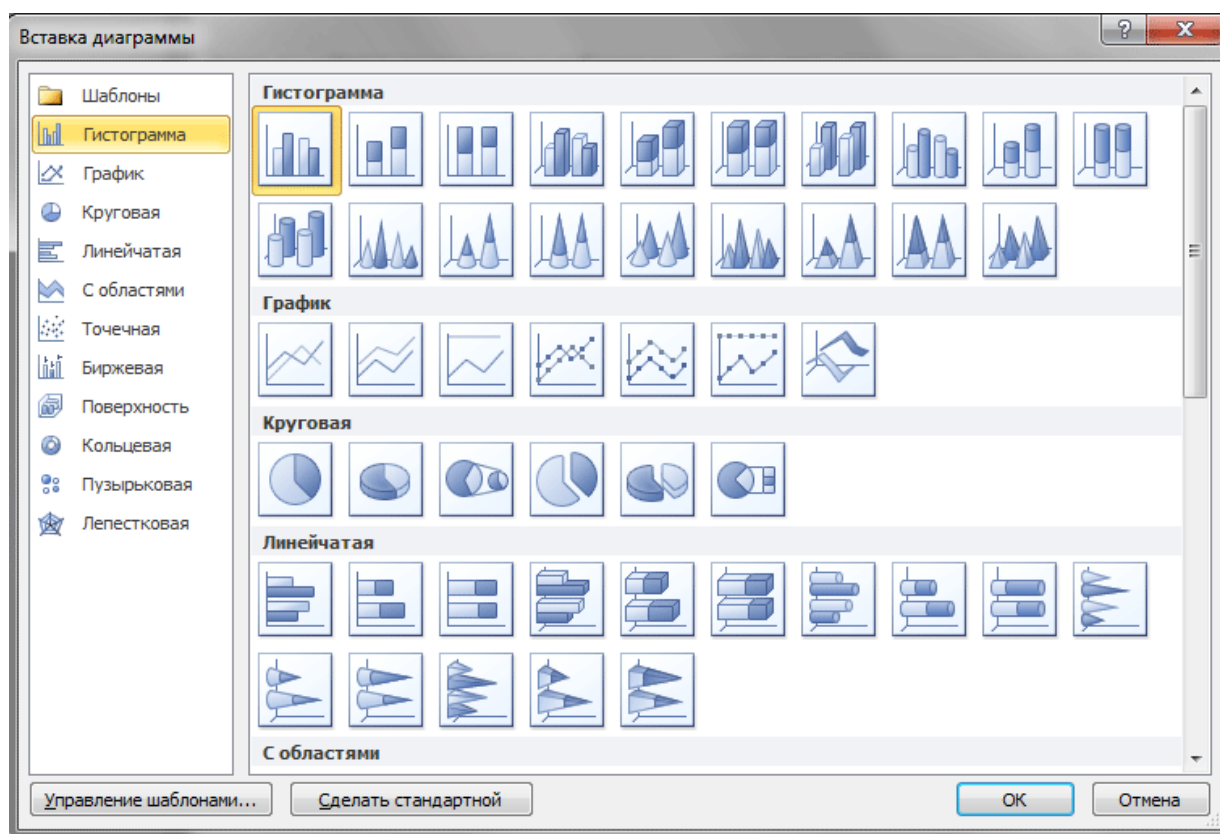 Вставка диаграммы
Шаблоны
Гистограмма
График
Круговая
Линейчатая
С областями
Точечная
Биржевая
Поверхность
Кольцевая
Пузырьковая
Лепестковая
Гистограмма
График
Круговая
Линейчатая
С областями
Управление шаблонами...
Сделать стандартной
ОК
Отмена